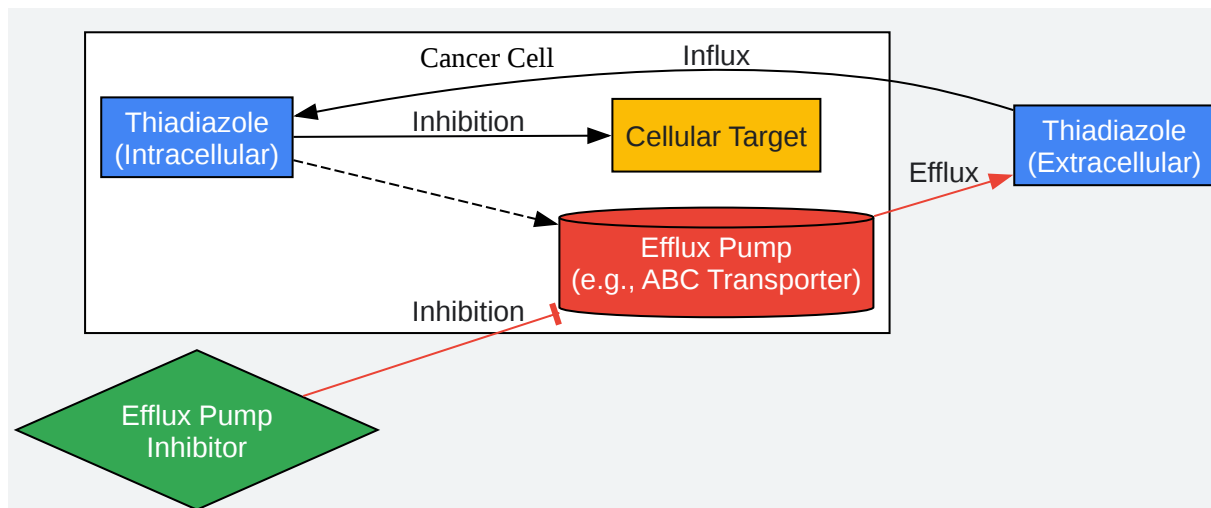 Cancer Cell
Influx
Thiadiazole
(Intracellular)
Inhibition
Cellular Target
Thiadiazole
(Extracellular)
Efflux
Efflux Pump
(e.g., ABC Transporter)
Inhibition
Efflux Pump
Inhibitor